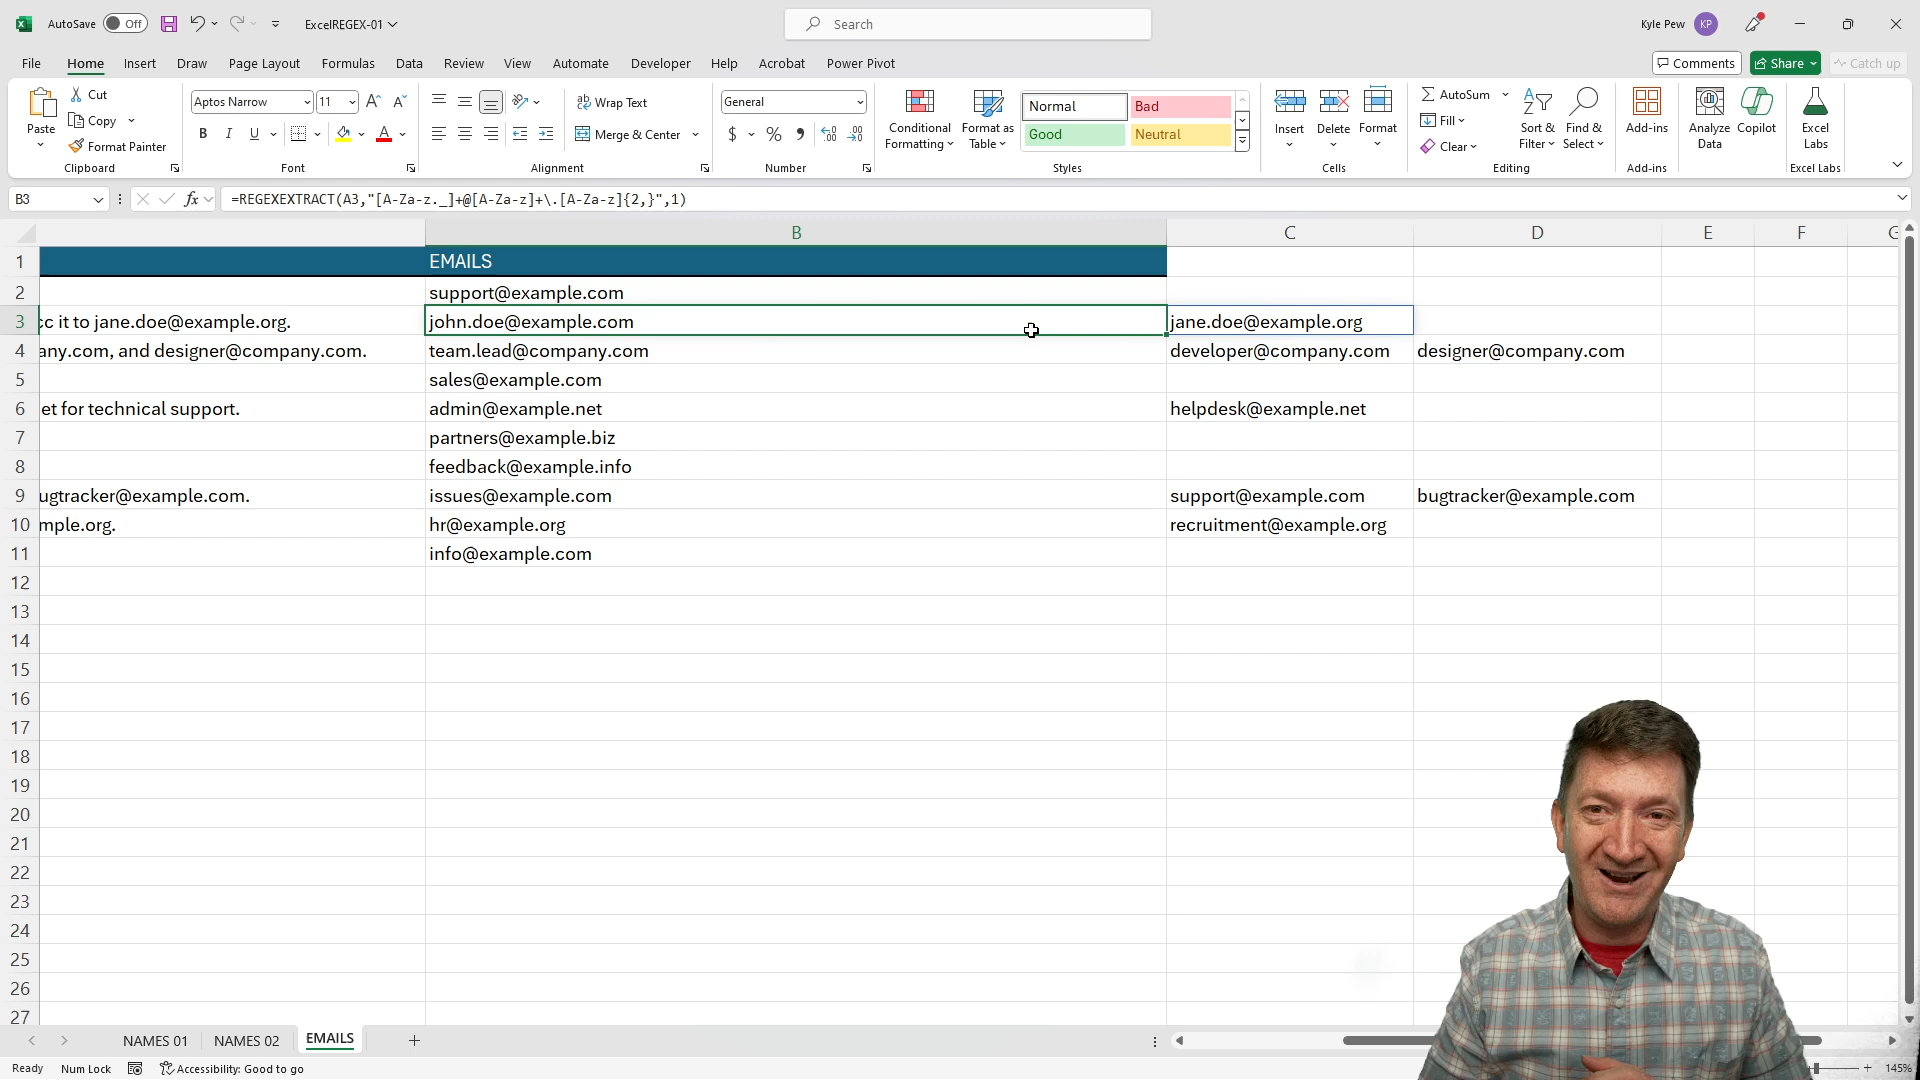 AutoSave Off ExcelREGEX-01 Search Kyle Pew KP
File Home Insert Draw Page Layout Formulas Data Review View Automate Developer Help Acrobat Power Pivot Comments Share Catch up
Paste Cut Copy Format Painter Clipboard
Aptos Narrow 11 B I U A Font
Wrap Text Merge & Center Alignment
General $ % Number
Conditional Formatting Format as Table Normal Bad Good Neutral Styles
Insert Delete Format Cells
AutoSum Fill Clear Sort & Filter Find & Select Editing
Add-ins Add-ins
Analyze Data Copilot
Excel Labs Excel Labs
B3 fx =REGEXEXTRACT(A3,"[A-Za-z._]+@[A-Za-z]+\.[A-Za-z]{2,}",1)
B C D E F G
1 EMAILS
2 support@example.com
3 cc it to jane.doe@example.org. john.doe@example.com jane.doe@example.org
4 any.com, and designer@company.com. team.lead@company.com developer@company.com designer@company.com
5 sales@example.com
6 et for technical support. admin@example.net helpdesk@example.net
7 partners@example.biz
8 feedback@example.info
9 ugtracker@example.com. issues@example.com support@example.com bugtracker@example.com
10 mple.org. hr@example.org recruitment@example.org
11 info@example.com
12
13
14
15
16
17
18
19
20
21
22
23
24
25
26
27
NAMES 01 NAMES 02 EMAILS
Ready Num Lock Accessibility: Good to go 145%